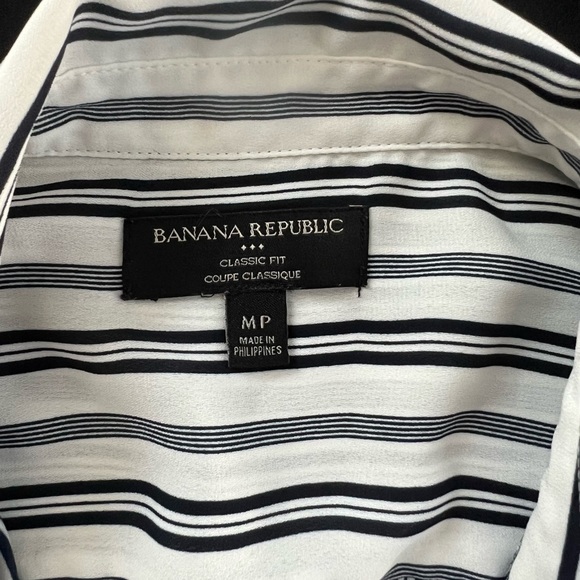 BANANA REPUBLIC
CLASSIC FIT
COUPE CLASSIQUE
MP
MADE IN
PHILIPPINES